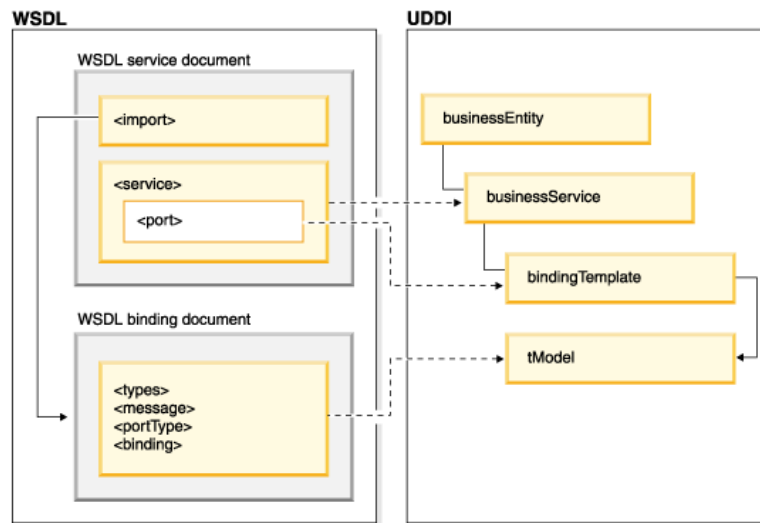 WSDL
UDDI
WSDL service document
<import>
businessEntity
<service>
businessService
<port>
bindingTemplate
WSDL binding document
tModel
<types>
<message>
<portType>
<binding>